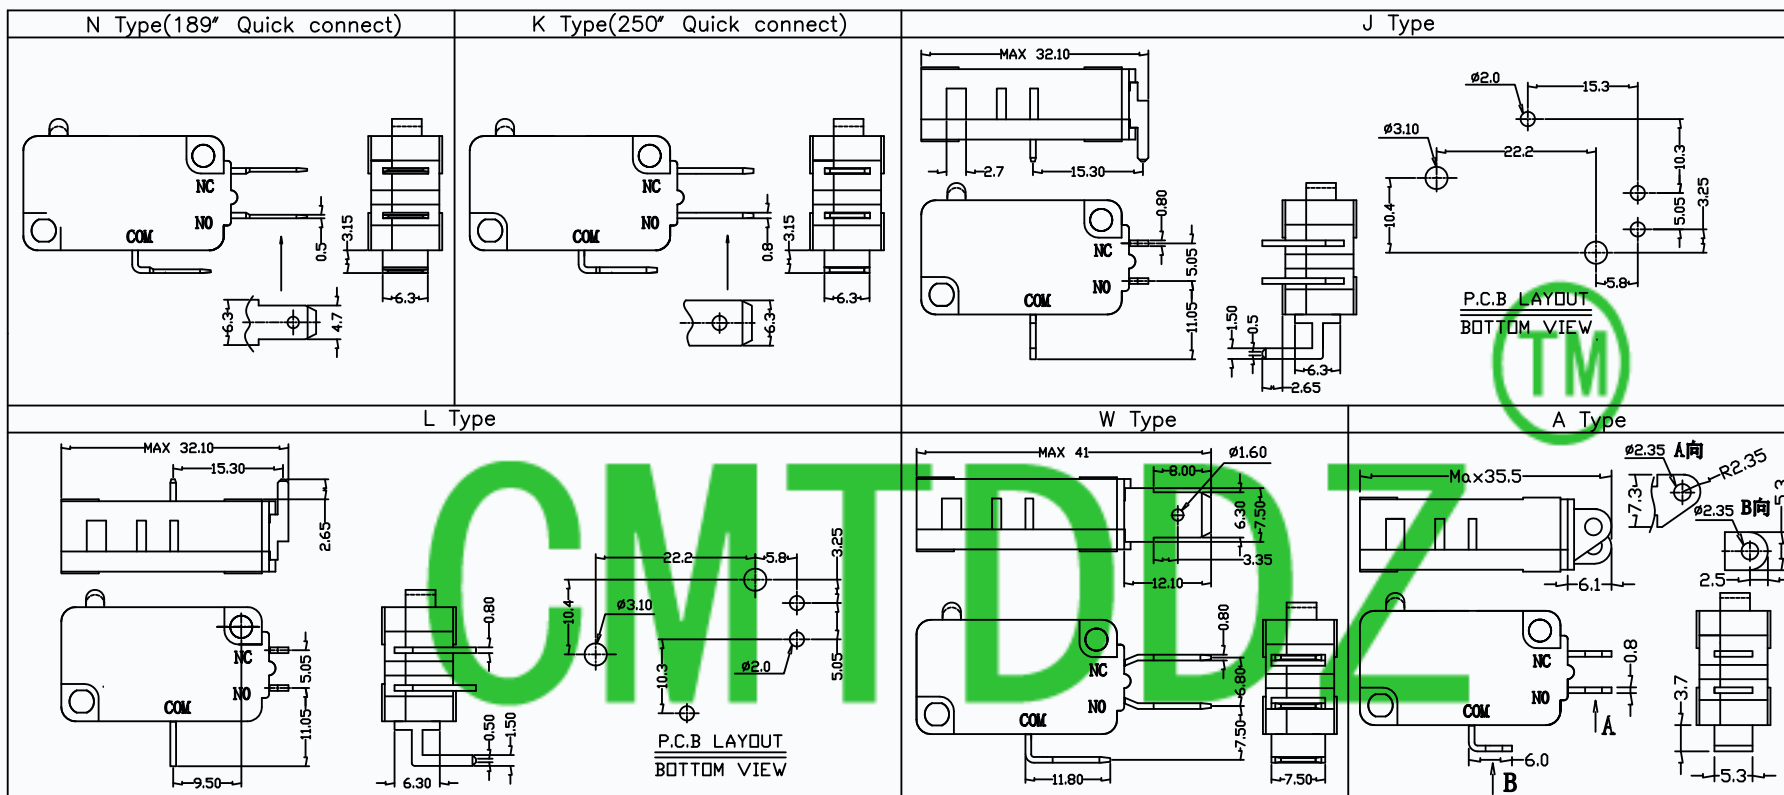 N Type(189″ Quick connect)
NC
NO
COM
0.5
3.15
6.3
6.3
4.7
K Type(250″ Quick connect)
NC
NO
COM
0.8
3.15
6.3
6.3
J Type
MAX 32.10
2.7
15.30
NC
NO
COM
0.80
5.05
11.05
1.50
0.5
6.3
2.65
ø2.0
15.3
ø3.10
22.2
10.3
10.4
5.05
3.25
5.8
P.C.B LAYOUT
BOTTOM VIEW
TM
L Type
MAX 32.10
15.30
2.65
NC
NO
COM
5.05
11.05
9.50
0.80
0.50
1.50
6.30
22.2
5.8
3.25
10.4
ø3.10
10.3
ø2.0
5.05
P.C.B LAYOUT
BOTTOM VIEW
CMTDDZ
W Type
MAX 41
8.00
ø1.60
6.30
7.50
3.35
12.10
NC
NO
COM
0.80
6.80
7.50
11.80
7.50
A Type
Max35.5
6.1
ø2.35 A向
R2.35
7.3
ø2.35 B向
5.3
2.5
NC
NO
COM
0.8
A
6.0
B
3.7
5.3